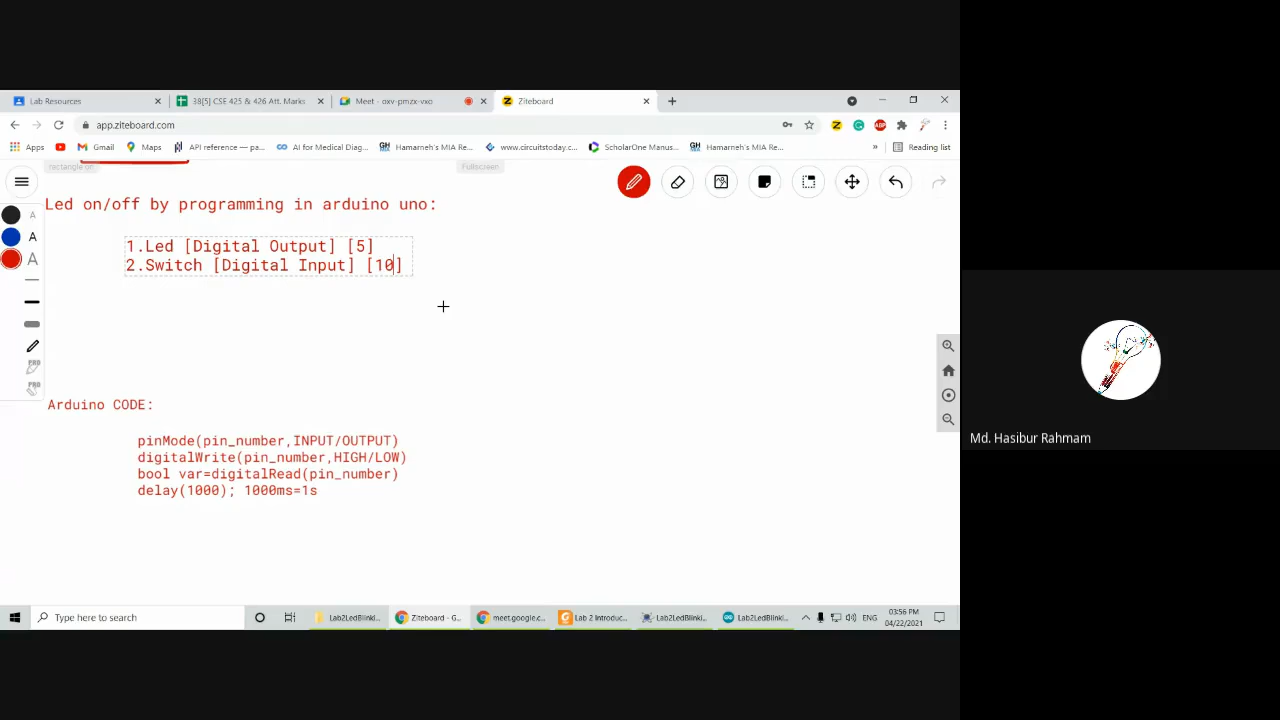 Lab Resources
38[5] CSE 425 & 426 Att. Marks
Meet - oxv-pmzx-vxo
Ziteboard
app.ziteboard.com
Apps
Gmail
Maps
API reference — pa...
AI for Medical Diag...
Hamarneh's MIA Re...
www.circuitstoday.c...
ScholarOne Manus...
Hamarneh's MIA Re...
»
Reading list
rectangle on
Fullscreen
Led on/off by programming in arduino uno:
A
1.Led [Digital Output] [5]
A
2.Switch [Digital Input] [10]
A
PRO
PRO
Arduino CODE:
pinMode(pin_number,INPUT/OUTPUT)
digitalWrite(pin_number,HIGH/LOW)
bool var=digitalRead(pin_number)
delay(1000); 1000ms=1s
Md. Hasibur Rahmam
Type here to search
Lab2LedBlinki...
Ziteboard - G...
meet.google.c...
Lab 2 Introduc...
Lab2LedBlinki...
Lab2LedBlinki...
ENG
03:56 PM
04/22/2021